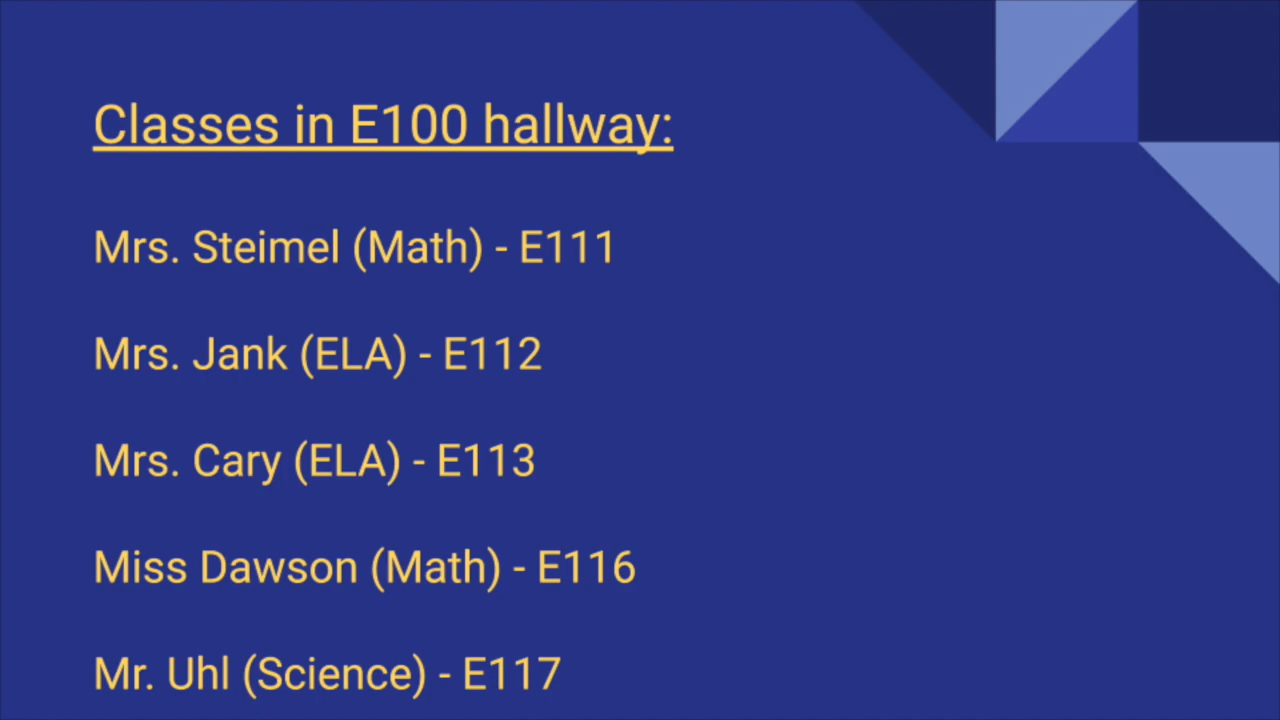 Classes in E100 hallway:
Mrs. Steimel (Math) - E111
Mrs. Jank (ELA) - E112
Mrs. Cary (ELA) - E113
Miss Dawson (Math) - E116
Mr. Uhl (Science) - E117